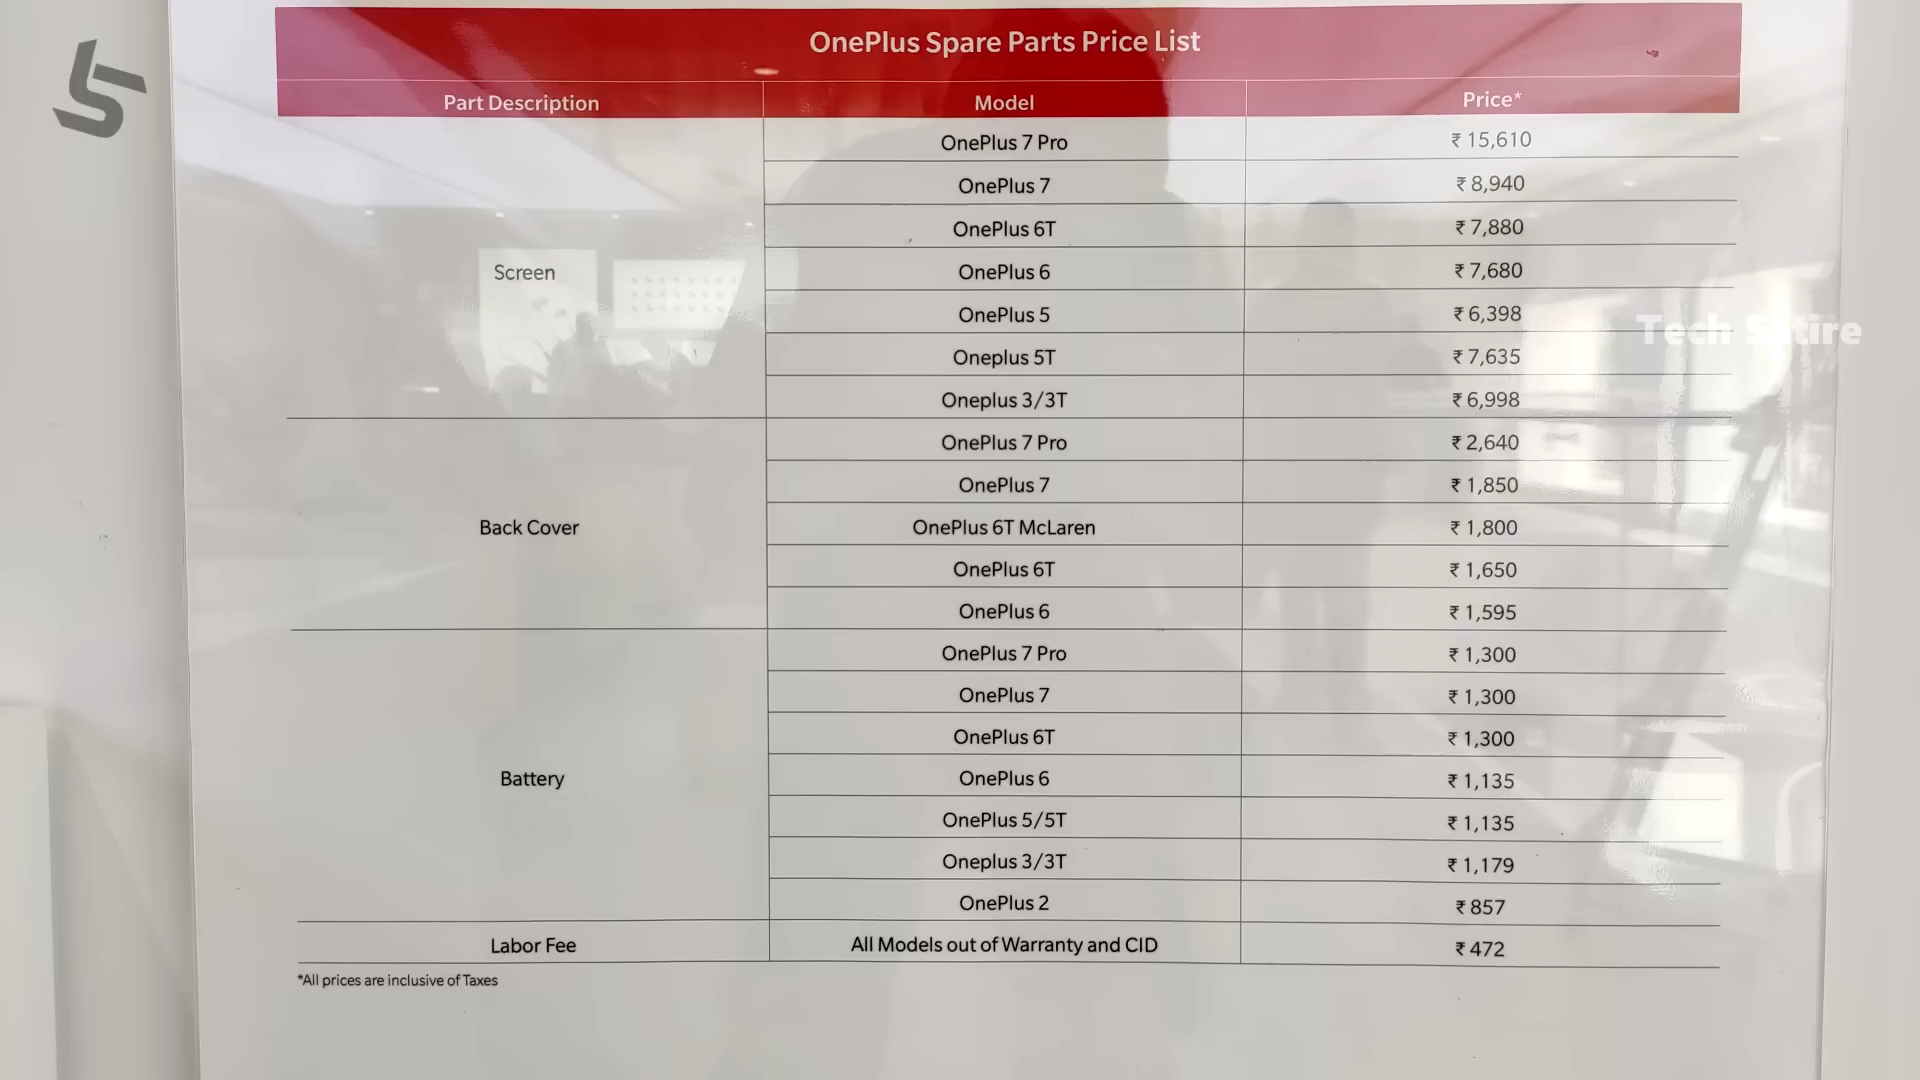 OnePlus Spare Parts Price List
Part Description Model Price*
OnePlus 7 Pro ₹ 15,610
OnePlus 7 ₹ 8,940
OnePlus 6T ₹ 7,880
Screen OnePlus 6 ₹ 7,680
OnePlus 5 ₹ 6,398
Tech Satire
Oneplus 5T ₹ 7,635
Oneplus 3/3T ₹ 6,998
OnePlus 7 Pro ₹ 2,640
OnePlus 7 ₹ 1,850
Back Cover OnePlus 6T McLaren ₹ 1,800
OnePlus 6T ₹ 1,650
OnePlus 6 ₹ 1,595
OnePlus 7 Pro ₹ 1,300
OnePlus 7 ₹ 1,300
OnePlus 6T ₹ 1,300
Battery OnePlus 6 ₹ 1,135
OnePlus 5/5T ₹ 1,135
Oneplus 3/3T ₹ 1,179
OnePlus 2 ₹ 857
Labor Fee All Models out of Warranty and CID ₹ 472
*All prices are inclusive of Taxes